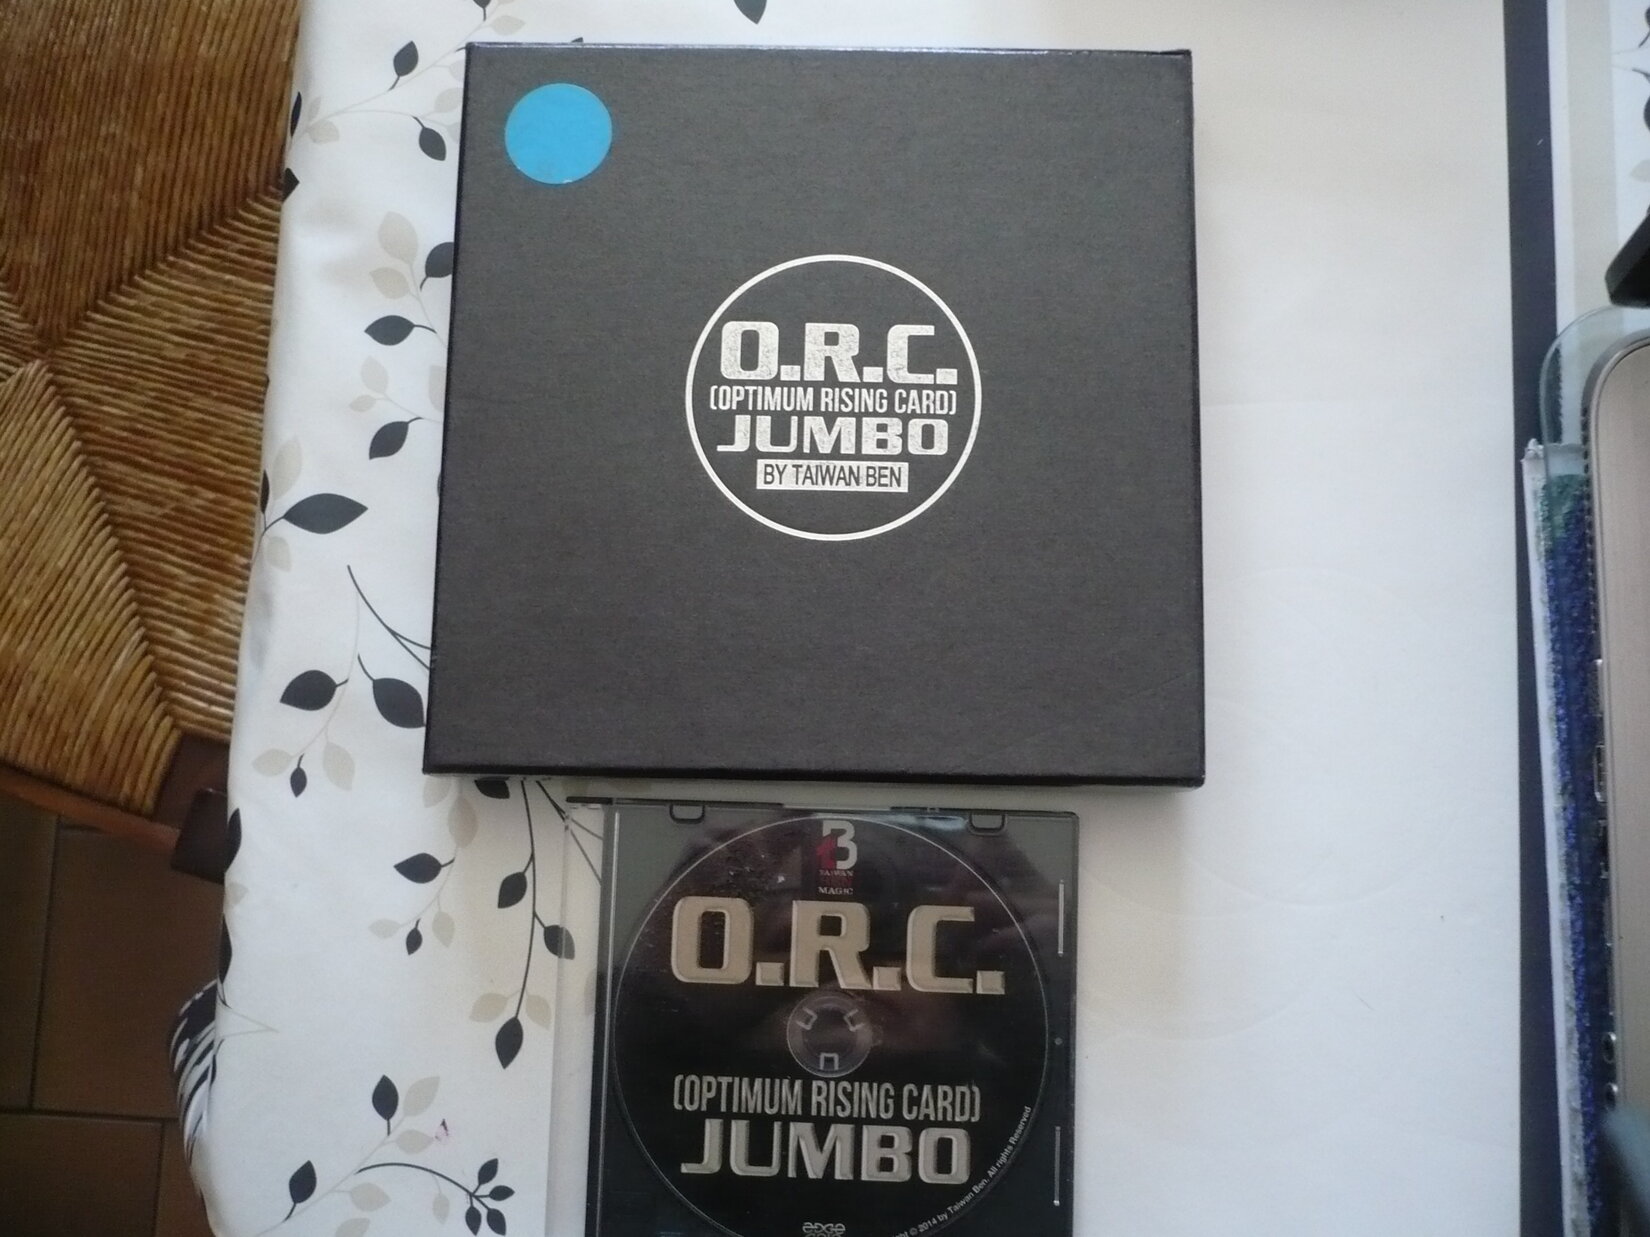 O.R.C.
(OPTIMUM RISING CARD)
JUMBO
BY TAIWAN BEN
TAIWAN
MAGIC
O.R.C.
(OPTIMUM RISING CARD)
JUMBO
© 2014 by Taiwan Ben. All rights Reserved